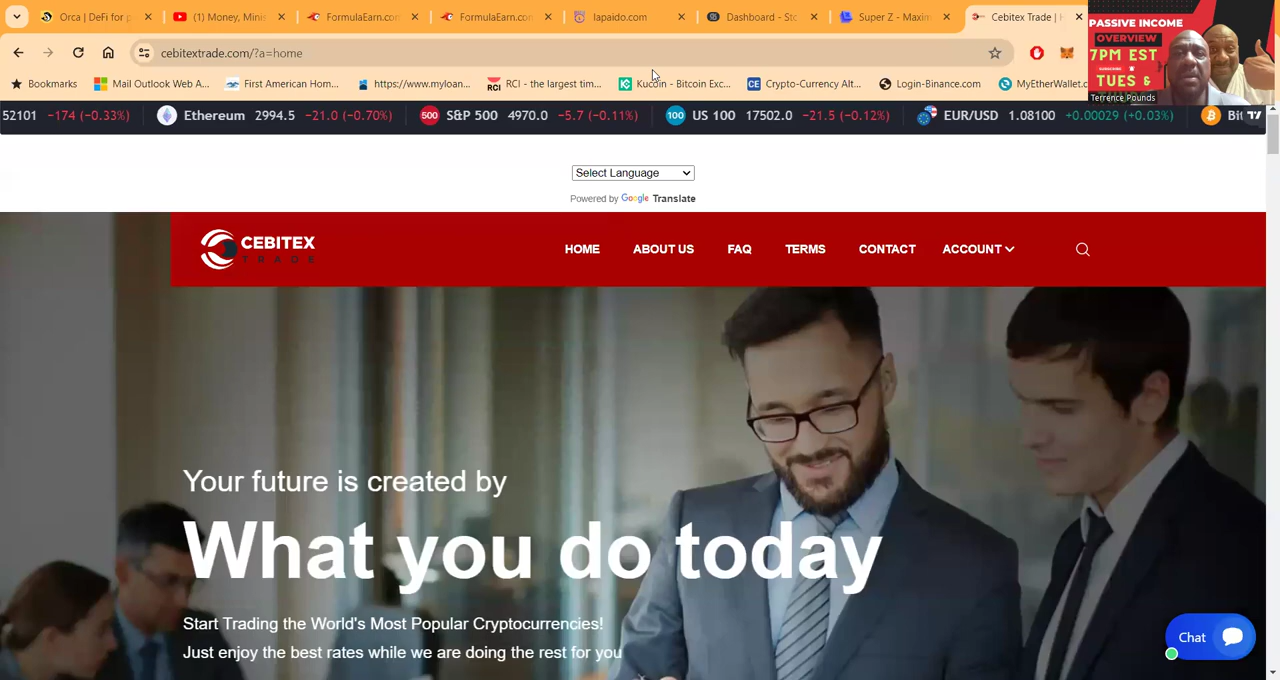 Orca | DeFi for p
(1) Money, Minis
FormulaEarn.con
FormulaEarn.con
lapaido.com
Dashboard - Sto
Super Z - Maxim
Cebitex Trade | H
cebitextrade.com/?a=home
Bookmarks
Mail Outlook Web A...
First American Hom...
https://www.myloan...
RCI
RCI - the largest tim...
Kucoin - Bitcoin Exc...
CE
Crypto-Currency Alt...
Login-Binance.com
MyEtherWallet.c
PASSIVE INCOME
OVERVIEW
7PM EST
TUES &
Terrence Pounds
52101 −174 (−0.33%)
Ethereum 2994.5 −21.0 (−0.70%)
500 S&P 500 4970.0 −5.7 (−0.11%)
100 US 100 17502.0 −21.5 (−0.12%)
EUR/USD 1.08100 +0.00029 (+0.03%)
Bit
Select Language
Powered by Google Translate
CEBITEX
TRADE
HOME
ABOUT US
FAQ
TERMS
CONTACT
ACCOUNT
Your future is created by
What you do today
Start Trading the World's Most Popular Cryptocurrencies!
Just enjoy the best rates while we are doing the rest for you
Chat